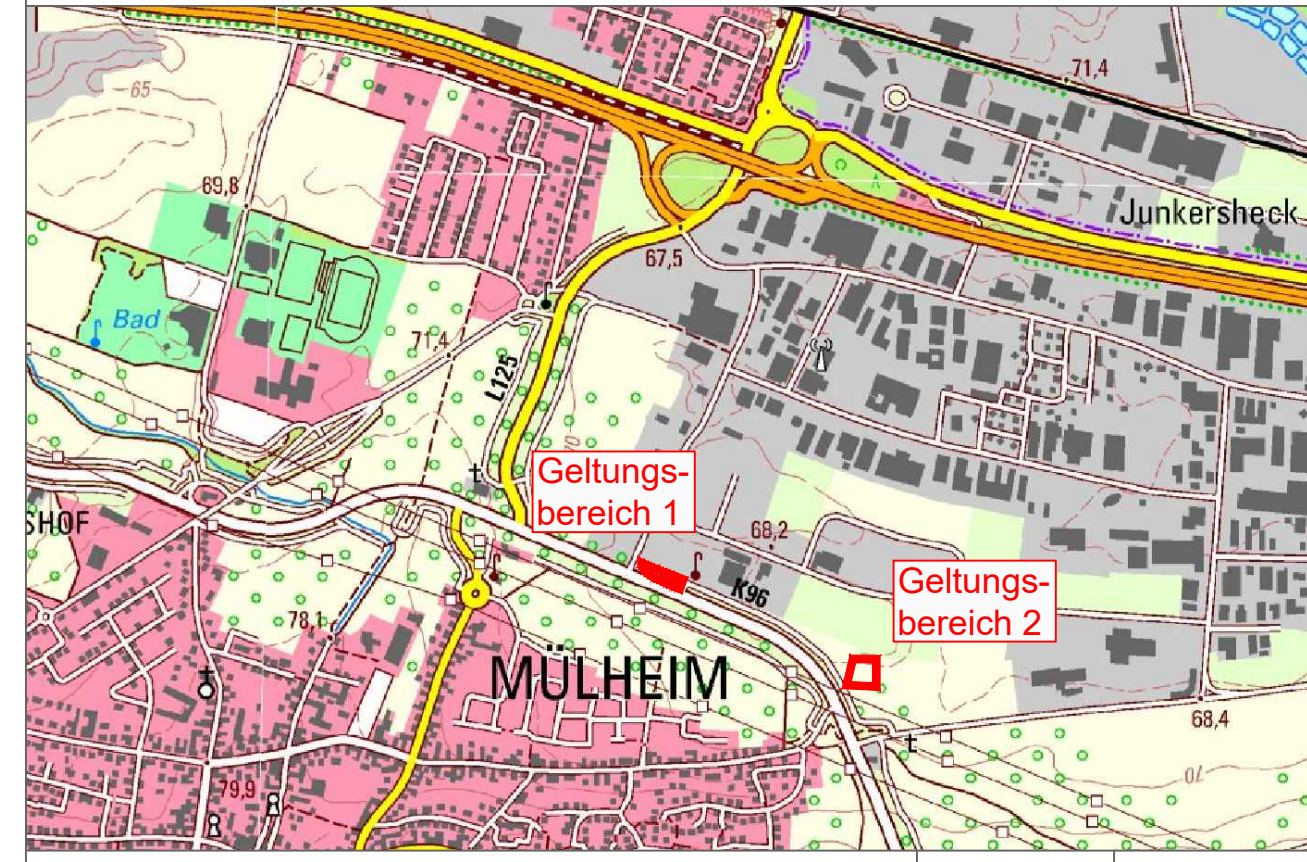 65
71,4
69,8
Junkersheck
67,5
Bad
71,4
L125
70
Geltungs-
bereich 1
SHOF
68,2
K96
Geltungs-
bereich 2
78,1
MÜLHEIM
68,4
70
79,9